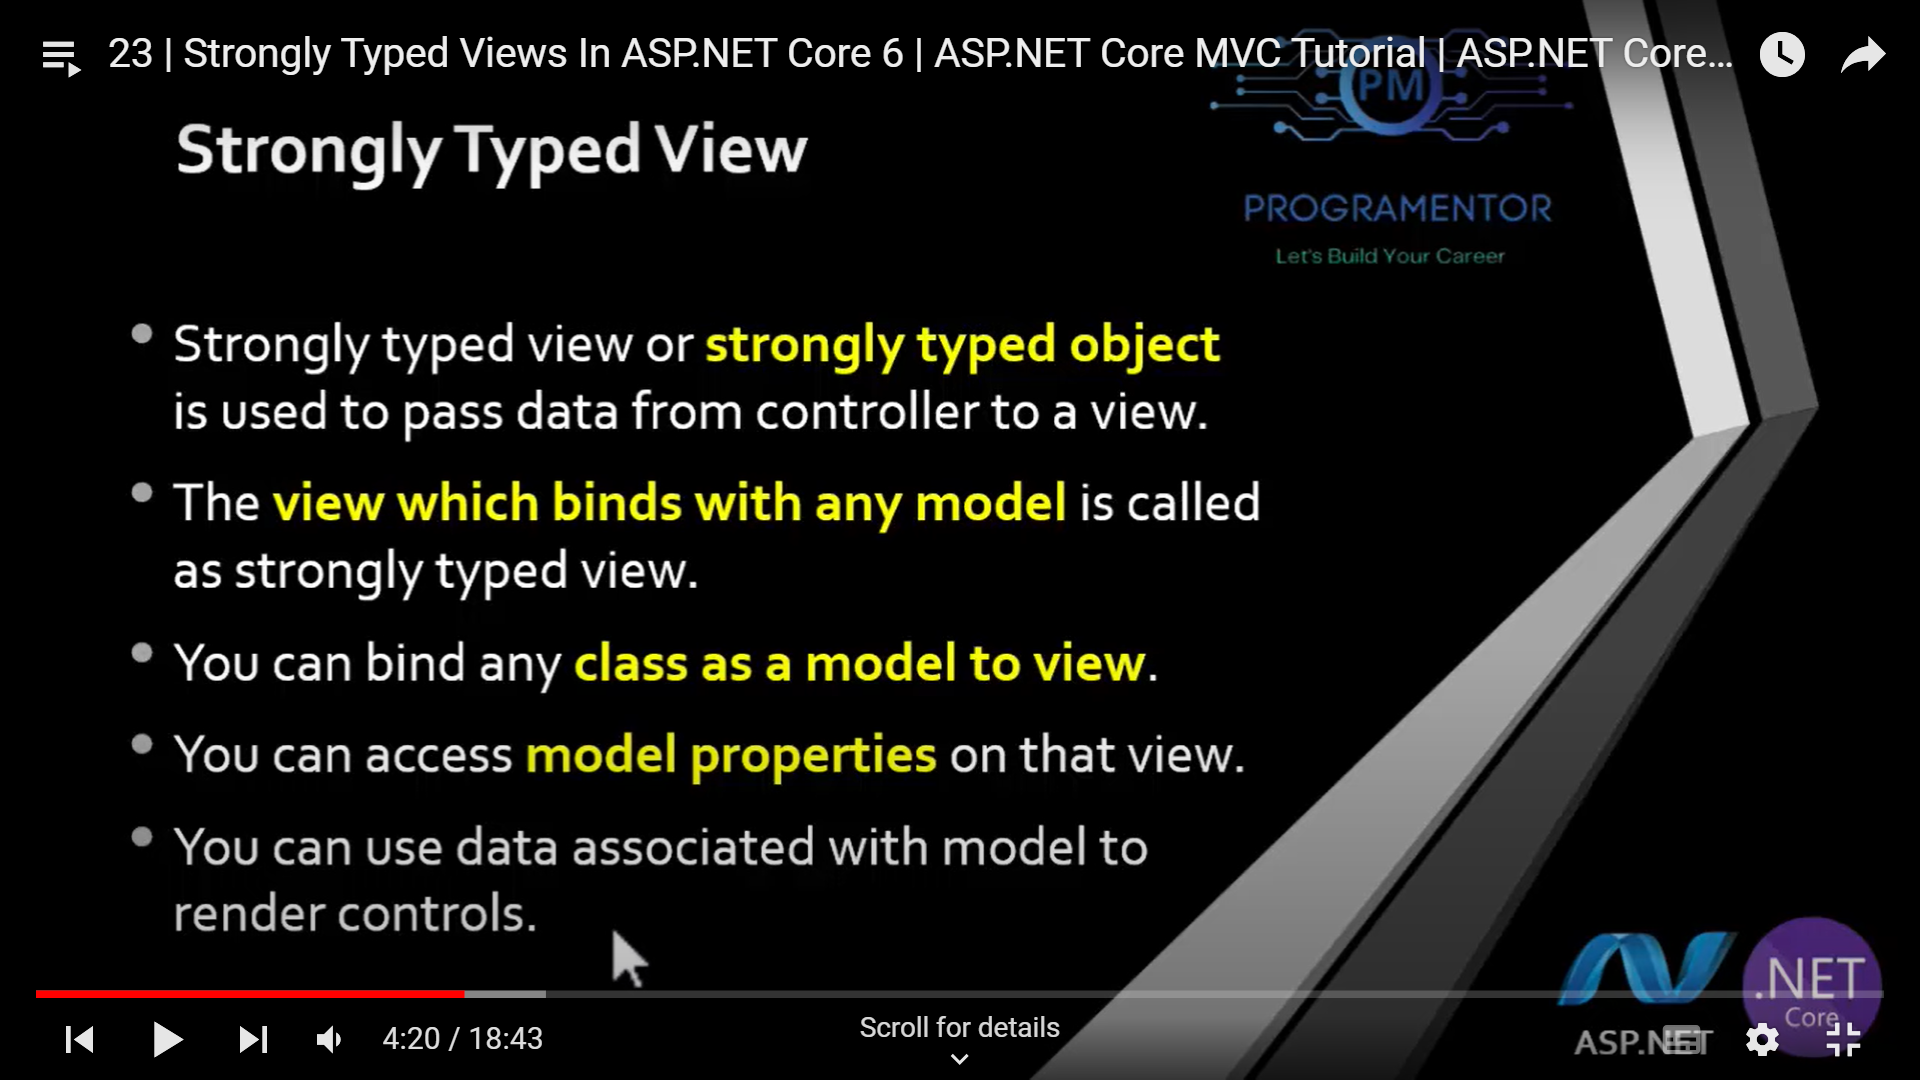 23 | Strongly Typed Views In ASP.NET Core 6 | ASP.NET Core MVC Tutorial | ASP.NET Core...
PM
Strongly Typed View
PROGRAMENTOR
Let's Build Your Career
• Strongly typed view or strongly typed object
is used to pass data from controller to a view.
• The view which binds with any model is called
as strongly typed view.
• You can bind any class as a model to view.
• You can access model properties on that view.
• You can use data associated with model to
render controls.
.NET
Core
ASP.NET
4:20 / 18:43
Scroll for details